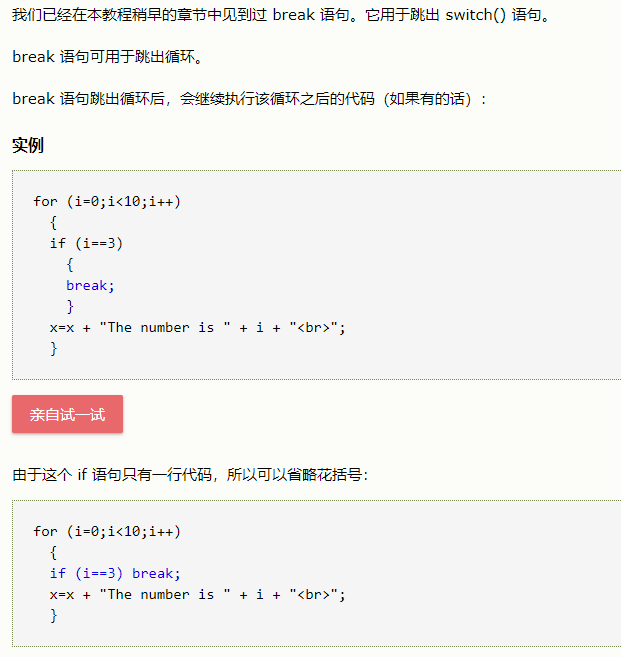 我们已经在本教程稍早的章节中见到过 break 语句。它用于跳出 switch() 语句。
break 语句可用于跳出循环。
break 语句跳出循环后，会继续执行该循环之后的代码（如果有的话）：
实例
for (i=0;i<10;i++)
  {
  if (i==3)
    {
    break;
    }
  x=x + "The number is " + i + "<br>";
  }
亲自试一试
由于这个 if 语句只有一行代码，所以可以省略花括号：
for (i=0;i<10;i++)
  {
  if (i==3) break;
  x=x + "The number is " + i + "<br>";
  }